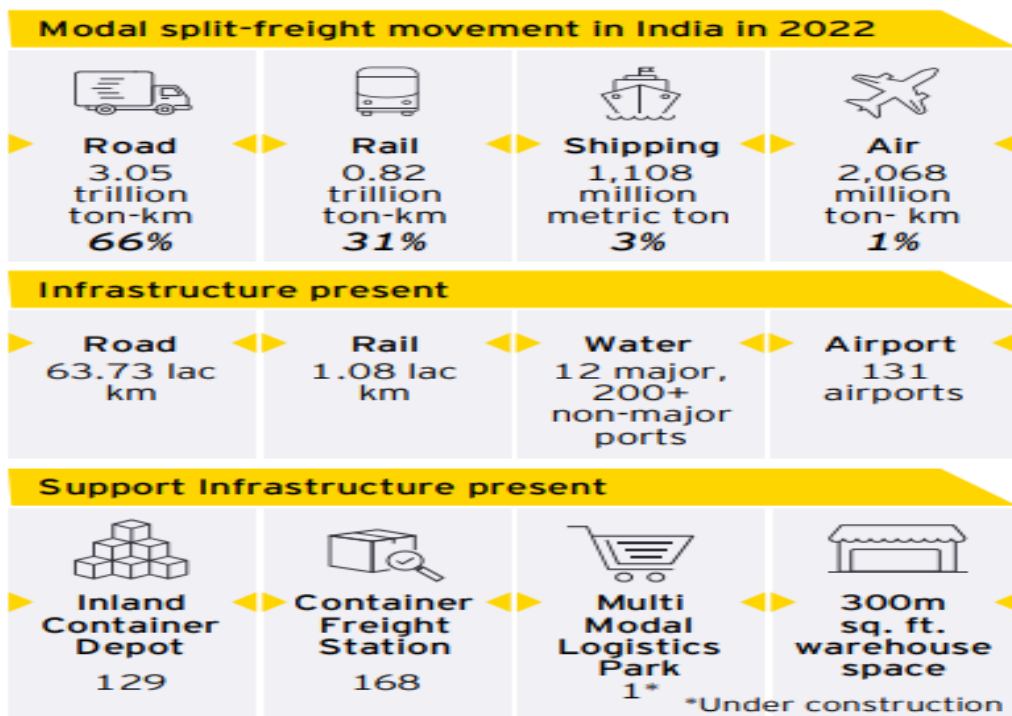 Modal split-freight movement in India in 2022
Road
3.05
trillion
ton-km
66%
Rail
0.82
trillion
ton-km
31%
Shipping
1,108
million
metric ton
3%
Air
2,068
million
ton- km
1%
Infrastructure present
Road
63.73 lac
km
Rail
1.08 lac
km
Water
12 major,
200+
non-major
ports
Airport
131
airports
Support Infrastructure present
Inland
Container
Depot
129
Container
Freight
Station
168
Multi
Modal
Logistics
Park
1*
300m
sq. ft.
warehouse
space
*Under construction